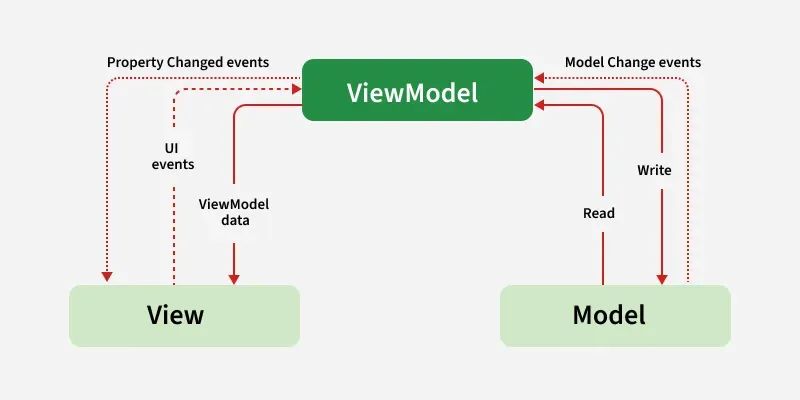 Property Changed events
Model Change events
ViewModel
UI
events
ViewModel
data
Write
Read
View
Model